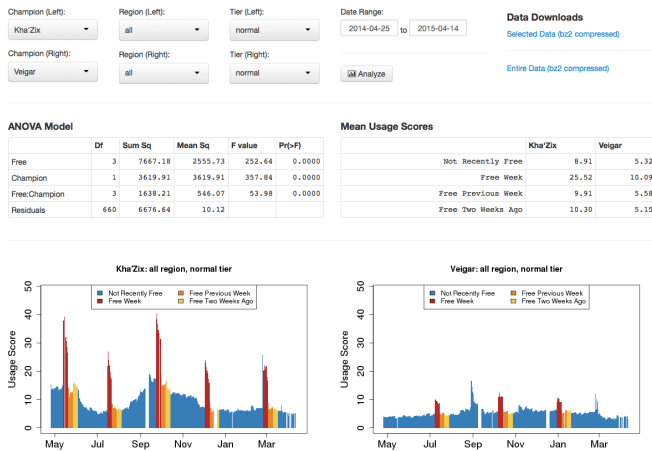 Champion (Left): Region (Left): Tier (Left): Date Range: Data Downloads
Kha'Zix all normal 2014-04-25 to 2015-04-14 Selected Data (bz2 compressed)
Champion (Right): Region (Right): Tier (Right):
Veigar all normal Analyze Entire Data (bz2 compressed)
ANOVA Model
Df Sum Sq Mean Sq F value Pr(>F)
Free 3 7667.18 2555.73 252.64 0.0000
Champion 1 3619.91 3619.91 357.84 0.0000
Free:Champion 3 1638.21 546.07 53.98 0.0000
Residuals 660 6676.64 10.12
Mean Usage Scores
Kha'Zix Veigar
Not Recently Free 8.91 5.32
Free Week 25.52 10.09
Free Previous Week 9.91 5.58
Free Two Weeks Ago 10.30 5.15
Kha'Zix: all region, normal tier
Not Recently Free Free Previous Week
Free Week Free Two Weeks Ago
Usage Score
50
40
30
20
10
0
May Jul Sep Nov Jan Mar
Veigar: all region, normal tier
Not Recently Free Free Previous Week
Free Week Free Two Weeks Ago
Usage Score
50
40
30
20
10
0
May Jul Sep Nov Jan Mar